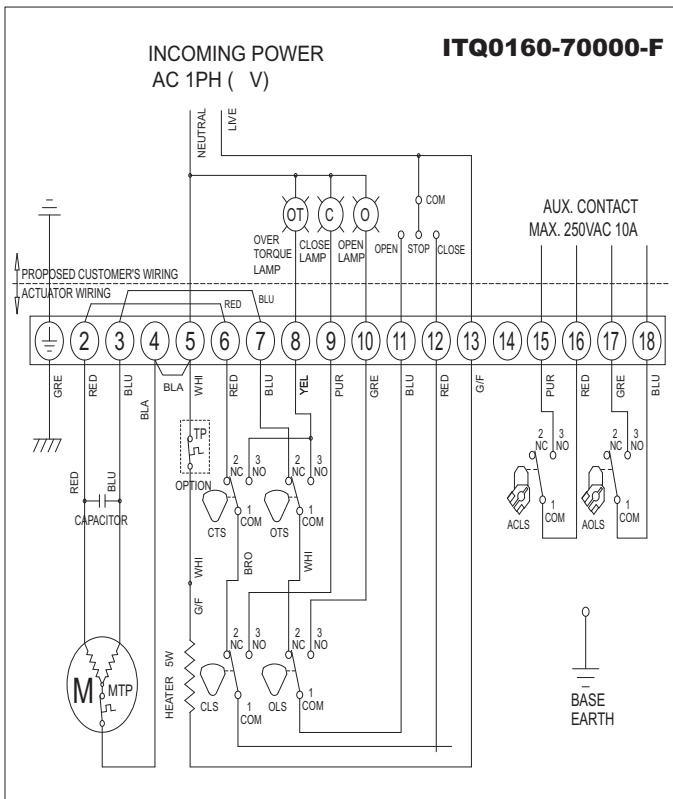 ITQ0160-70000-F
INCOMING POWER
AC 1PH ( V)
NEUTRAL
LIVE
COM
OT
C
O
OVER
TORQUE
LAMP
CLOSE
LAMP
OPEN
LAMP
OPEN
STOP
CLOSE
AUX. CONTACT
MAX. 250VAC 10A
PROPOSED CUSTOMER'S WIRING
ACTUATOR WIRING
RED
BLU
2 3 4 5 6 7 8 9 10 11 12 13 14 15 16 17 18
GRE
RED
BLU
BLA
BLA
WHI
RED
BLU
YEL
PUR
GRE
BLU
RED
G/F
PUR
RED
GRE
BLU
TP
OPTION
RED
BLU
CAPACITOR
2
NC
3
NO
1
COM
CTS
2
NC
3
NO
1
COM
OTS
2
NC
3
NO
1
COM
ACLS
2
NC
3
NO
1
COM
AOLS
WHI
G/F
BRO
WHI
HEATER 5W
2
NC
3
NO
1
COM
CLS
2
NC
3
NO
1
COM
OLS
M
MTP
BASE
EARTH